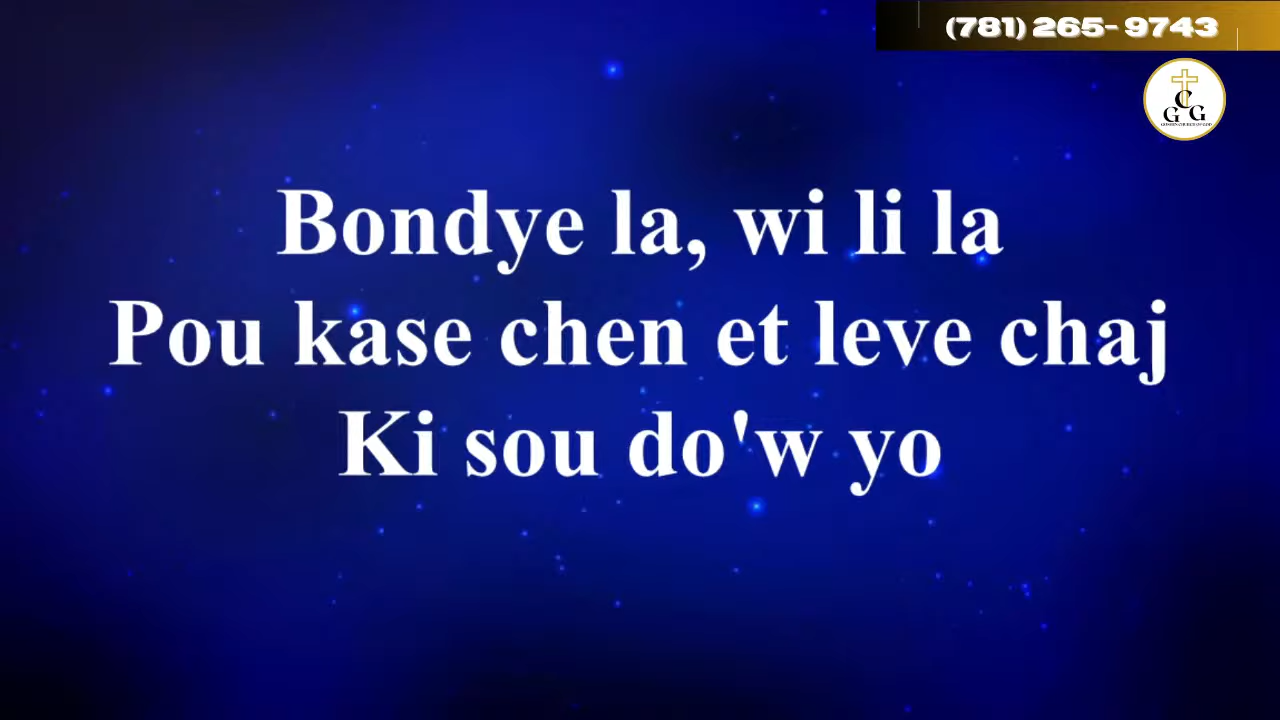 (781) 265- 9743
C
G G
Bondye la, wi li la
Pou kase chen et leve chaj
Ki sou do'w yo